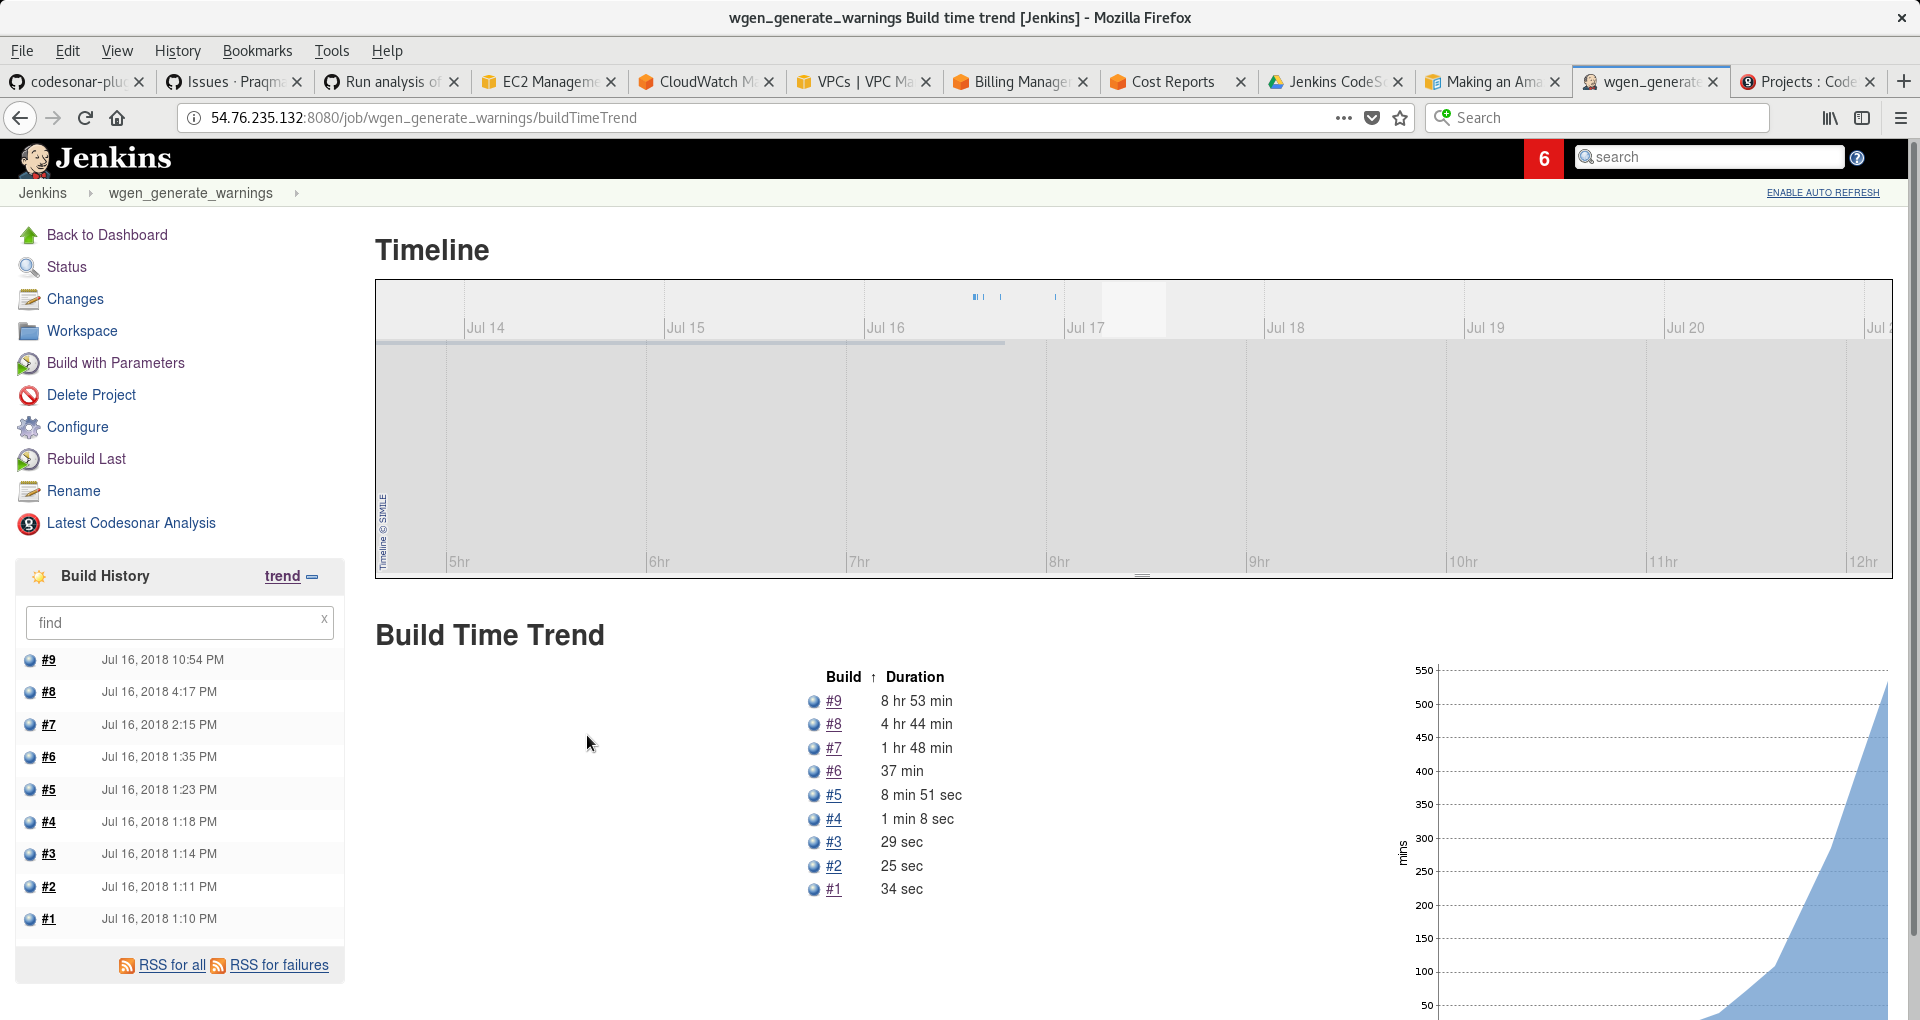 wgen_generate_warnings Build time trend [Jenkins] - Mozilla Firefox
File Edit View History Bookmarks Tools Help
codesonar-plu Issues · Praqma Run analysis of EC2 Manageme CloudWatch Ma VPCs | VPC Ma Billing Manager Cost Reports Jenkins CodeS Making an Ama wgen_generate Projects : Code
54.76.235.132:8080/job/wgen_generate_warnings/buildTimeTrend Search
Jenkins 6 search
Jenkins wgen_generate_warnings ENABLE AUTO REFRESH
Back to Dashboard
Status
Changes
Workspace
Build with Parameters
Delete Project
Configure
Rebuild Last
Rename
Latest Codesonar Analysis
Build History trend
find x
#9 Jul 16, 2018 10:54 PM
#8 Jul 16, 2018 4:17 PM
#7 Jul 16, 2018 2:15 PM
#6 Jul 16, 2018 1:35 PM
#5 Jul 16, 2018 1:23 PM
#4 Jul 16, 2018 1:18 PM
#3 Jul 16, 2018 1:14 PM
#2 Jul 16, 2018 1:11 PM
#1 Jul 16, 2018 1:10 PM
RSS for all RSS for failures
Timeline
Jul 14 Jul 15 Jul 16 Jul 17 Jul 18 Jul 19 Jul 20 Jul
Timeline © SIMILE
5hr 6hr 7hr 8hr 9hr 10hr 11hr 12hr
Build Time Trend
Build ↑ Duration
#9 8 hr 53 min
#8 4 hr 44 min
#7 1 hr 48 min
#6 37 min
#5 8 min 51 sec
#4 1 min 8 sec
#3 29 sec
#2 25 sec
#1 34 sec
550
500
450
400
350
300
250
200
150
100
50
mins